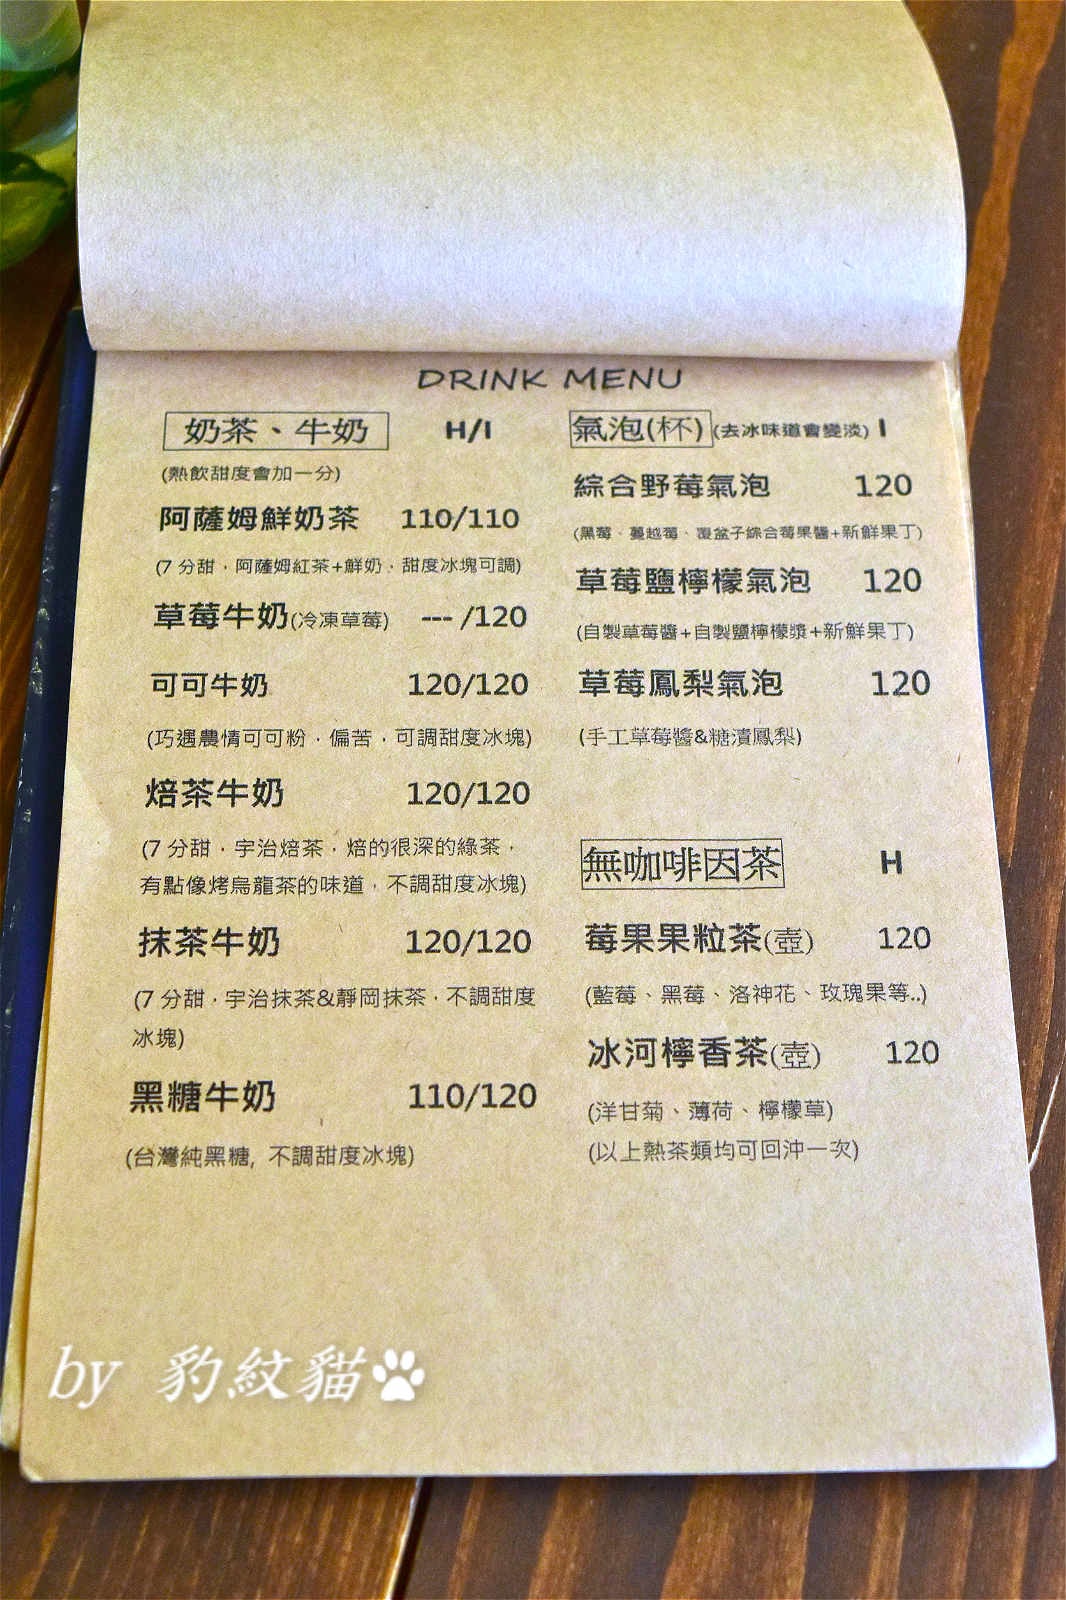 DRINK MENU
奶茶、牛奶 H/I
(熱飲甜度會加一分)
阿薩姆鮮奶茶 110/110
(7 分甜，阿薩姆紅茶+鮮奶、甜度冰塊可調)
草莓牛奶(冷凍草莓) --- /120
可可牛奶 120/120
(巧遇農情可可粉，偏苦，可調甜度冰塊)
焙茶牛奶 120/120
(7 分甜，宇治焙茶，焙的很深的綠茶，
有點像烤烏龍茶的味道，不調甜度冰塊)
抹茶牛奶 120/120
(7 分甜，宇治抹茶&靜岡抹茶，不調甜度
冰塊)
黑糖牛奶 110/120
(台灣純黑糖, 不調甜度冰塊)
氣泡(杯) (去冰味道會變淡) I
綜合野莓氣泡 120
(黑莓、蔓越莓、覆盆子綜合莓果醬+新鮮果丁)
草莓鹽檸檬氣泡 120
(自製草莓醬+自製鹽檸檬漿+新鮮果丁)
草莓鳳梨氣泡 120
(手工草莓醬&糖漬鳳梨)
無咖啡因茶 H
莓果果粒茶(壺) 120
(藍莓、黑莓、洛神花、玫瑰果等..)
冰河檸香茶(壺) 120
(洋甘菊、薄荷、檸檬草)
(以上熱茶類均可回沖一次)
by 豹紋貓